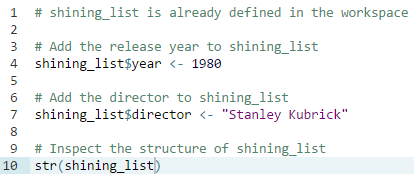 1 # shining_list is already defined in the workspace
2
3 # Add the release year to shining_list
4 shining_list$year <- 1980
5
6 # Add the director to shining_list
7 shining_list$director <- "Stanley Kubrick"
8
9 # Inspect the structure of shining_list
10 str(shining_list)